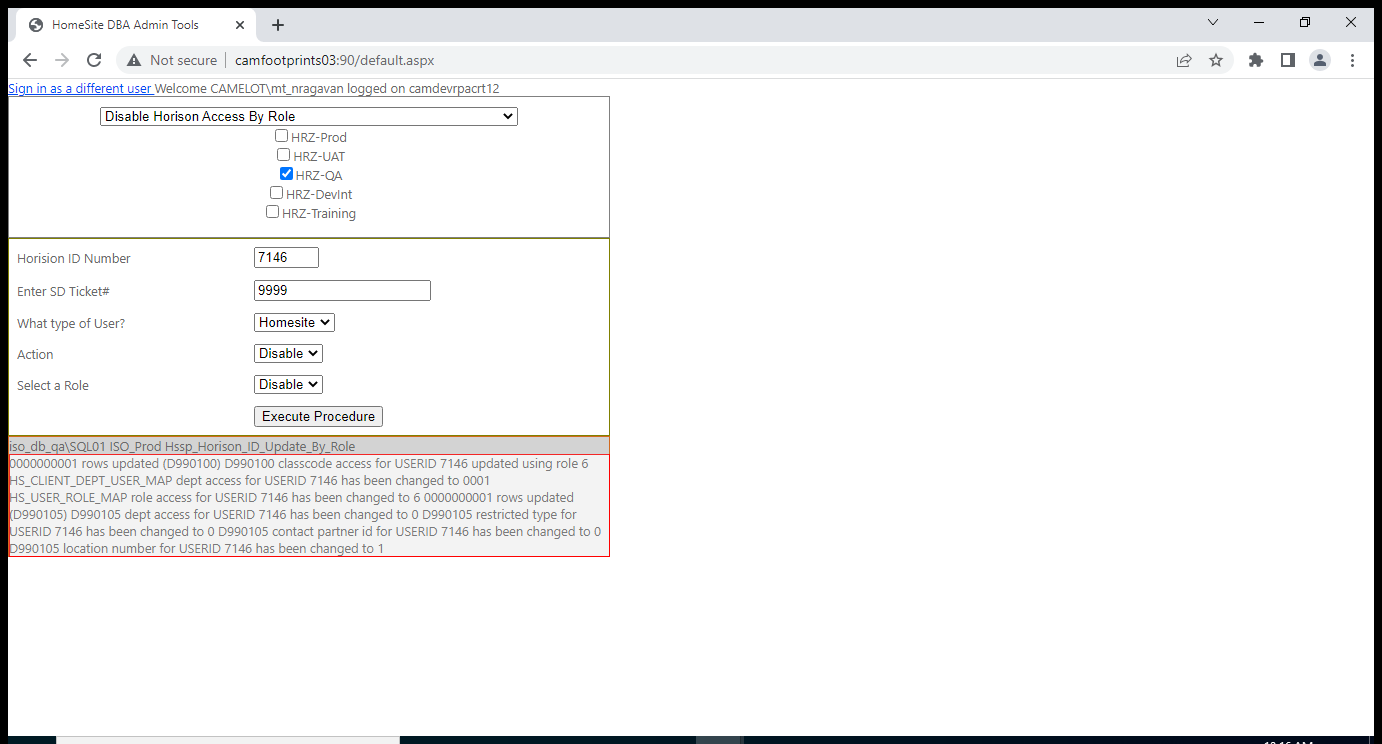 HomeSite DBA Admin Tools
Not secure camfootprints03:90/default.aspx
Sign in as a different user Welcome CAMELOT\mt_nragavan logged on camdevrpacrt12
Disable Horison Access By Role
HRZ-Prod
HRZ-UAT
HRZ-QA
HRZ-DevInt
HRZ-Training
Horision ID Number 7146
Enter SD Ticket# 9999
What type of User? Homesite
Action Disable
Select a Role Disable
Execute Procedure
iso_db_qa\SQL01 ISO_Prod Hssp_Horison_ID_Update_By_Role
0000000001 rows updated (D990100) D990100 classcode access for USERID 7146 updated using role 6
HS_CLIENT_DEPT_USER_MAP dept access for USERID 7146 has been changed to 0001
HS_USER_ROLE_MAP role access for USERID 7146 has been changed to 6 0000000001 rows updated
(D990105) D990105 dept access for USERID 7146 has been changed to 0 D990105 restricted type for
USERID 7146 has been changed to 0 D990105 contact partner id for USERID 7146 has been changed to 0
D990105 location number for USERID 7146 has been changed to 1